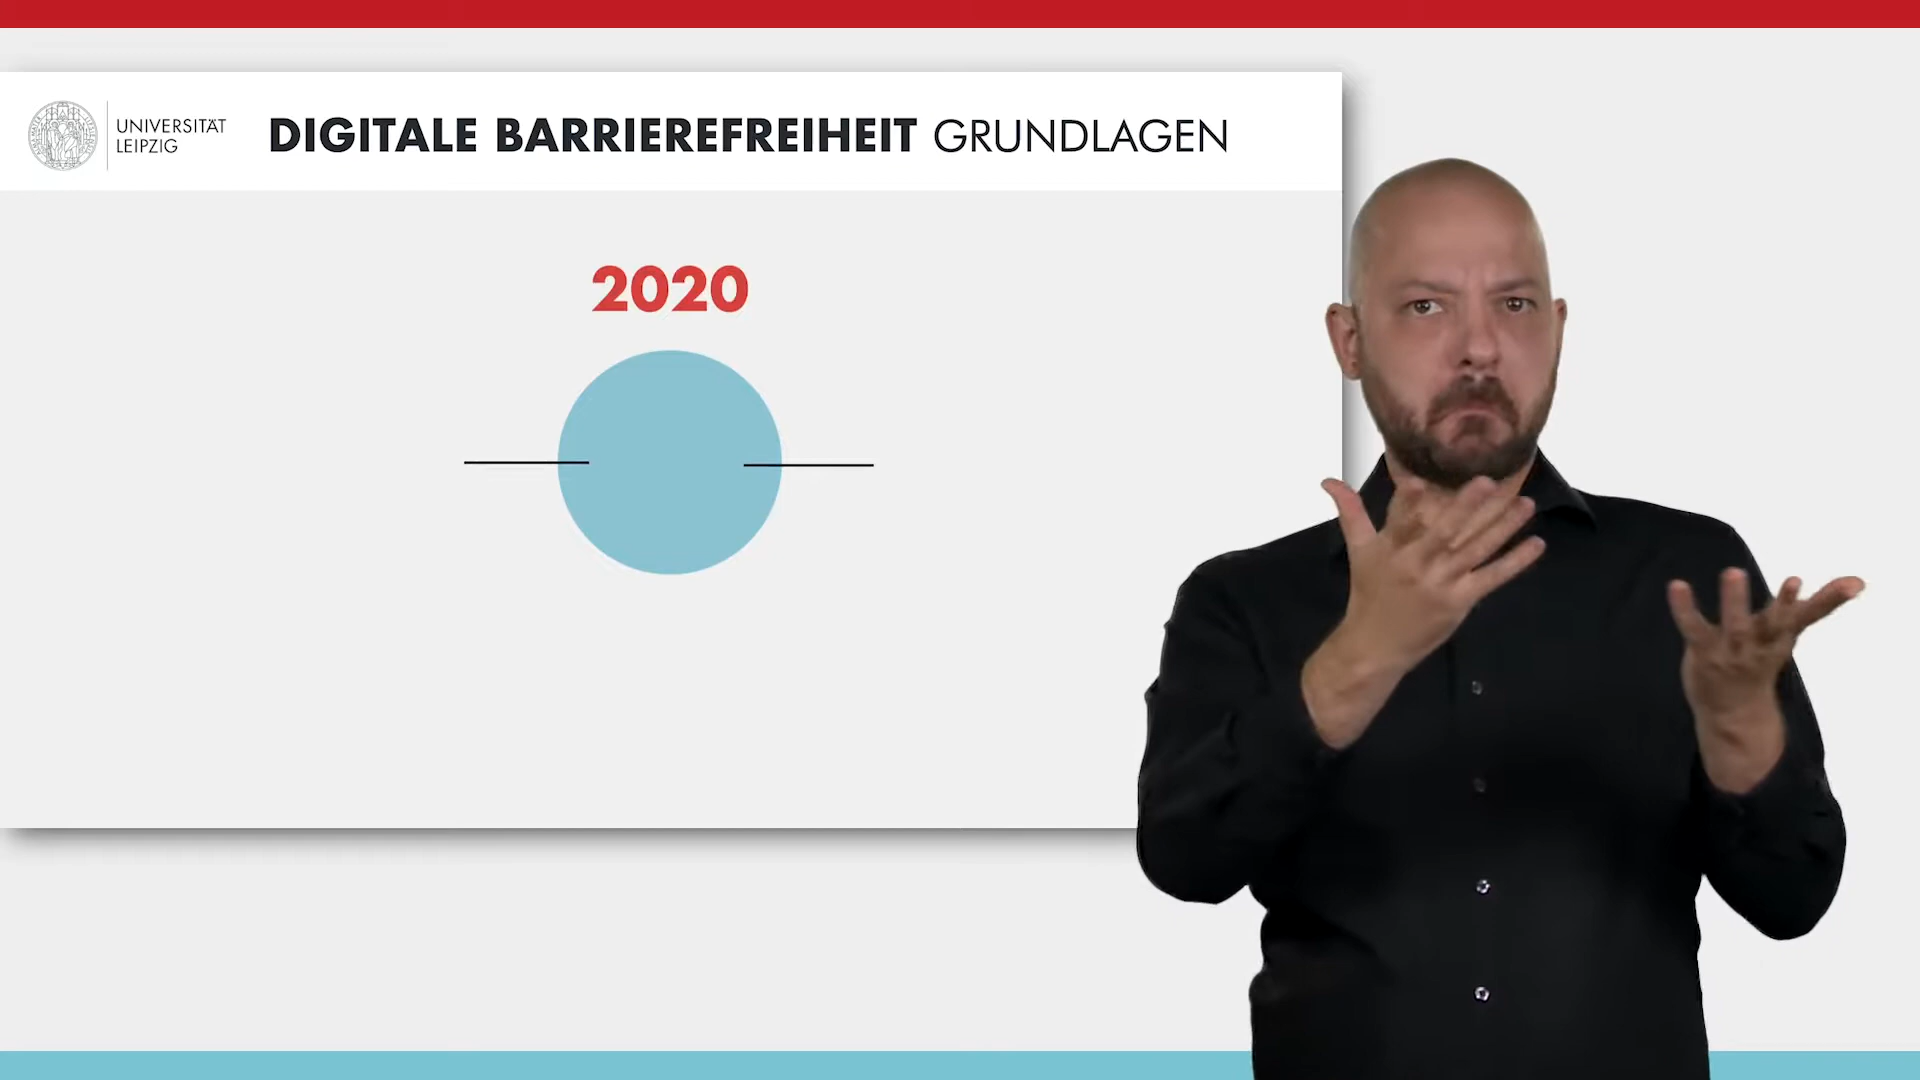 UNIVERSITÄT
LEIPZIG
DIGITALE BARRIEREFREIHEIT GRUNDLAGEN
2020